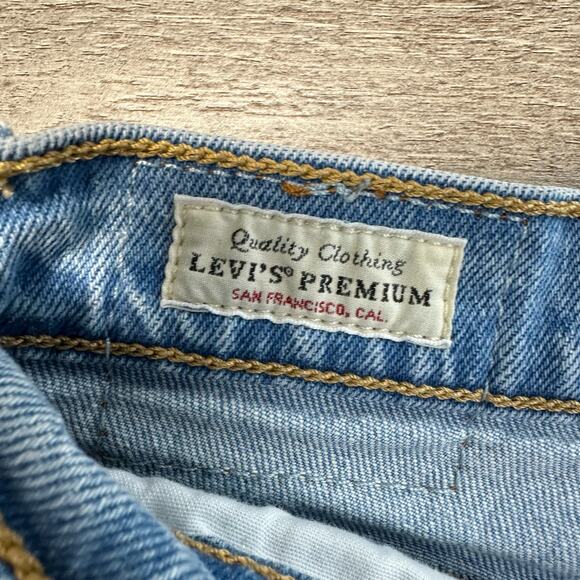 Quality Clothing
LEVI'S® PREMIUM
SAN FRANCISCO, CAL.